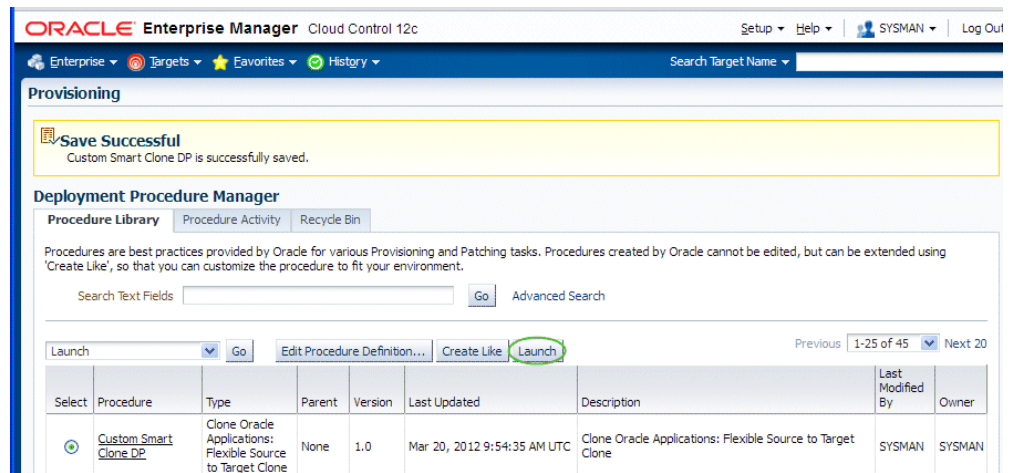 ORACLE Enterprise Manager Cloud Control 12c
Setup Help SYSMAN Log Out
Enterprise Targets Favorites History Search Target Name
Provisioning
Save Successful
Custom Smart Clone DP is successfully saved.
Deployment Procedure Manager
Procedure Library Procedure Activity Recycle Bin
Procedures are best practices provided by Oracle for various Provisioning and Patching tasks. Procedures created by Oracle cannot be edited, but can be extended using
'Create Like', so that you can customize the procedure to fit your environment.
Search Text Fields Go Advanced Search
Launch Go Edit Procedure Definition... Create Like Launch Previous 1-25 of 45 Next 20
Select Procedure Type Parent Version Last Updated Description Last Modified By Owner
Custom Smart Clone DP Clone Oracle Applications: Flexible Source to Target Clone None 1.0 Mar 20, 2012 9:54:35 AM UTC Clone Oracle Applications: Flexible Source to Target Clone SYSMAN SYSMAN